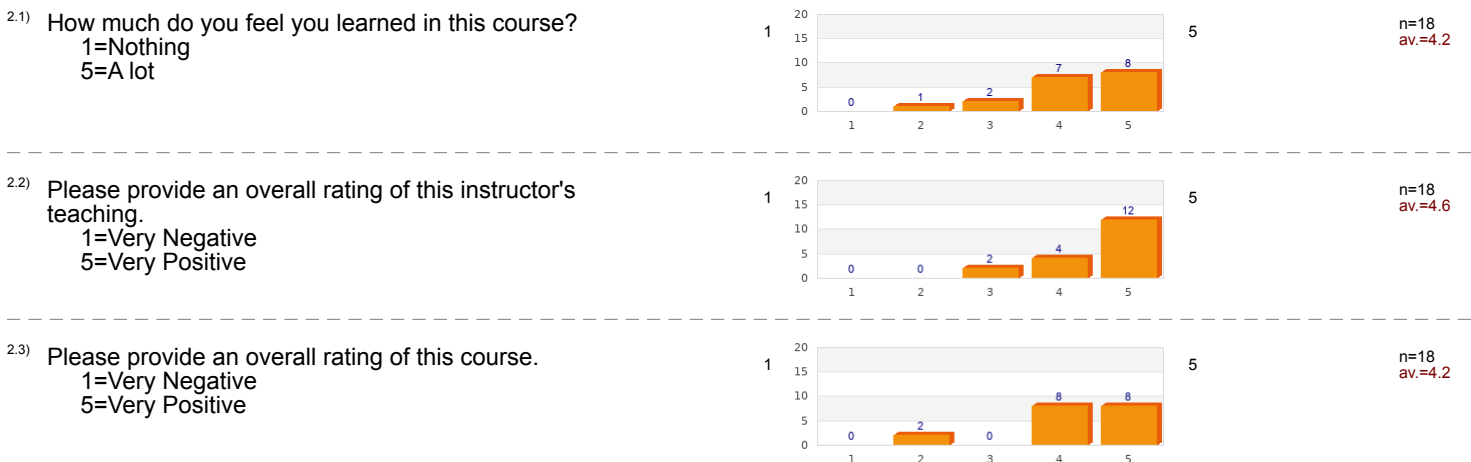 2.1) How much do you feel you learned in this course?
1=Nothing
5=A lot
1
20
15
10
5
0
0
1
2
7
8
1 2 3 4 5
5
n=18
av.=4.2
2.2) Please provide an overall rating of this instructor's
teaching.
1=Very Negative
5=Very Positive
1
20
15
10
5
0
0
0
2
4
12
1 2 3 4 5
5
n=18
av.=4.6
2.3) Please provide an overall rating of this course.
1=Very Negative
5=Very Positive
1
20
15
10
5
0
0
2
0
8
8
1 2 3 4 5
5
n=18
av.=4.2